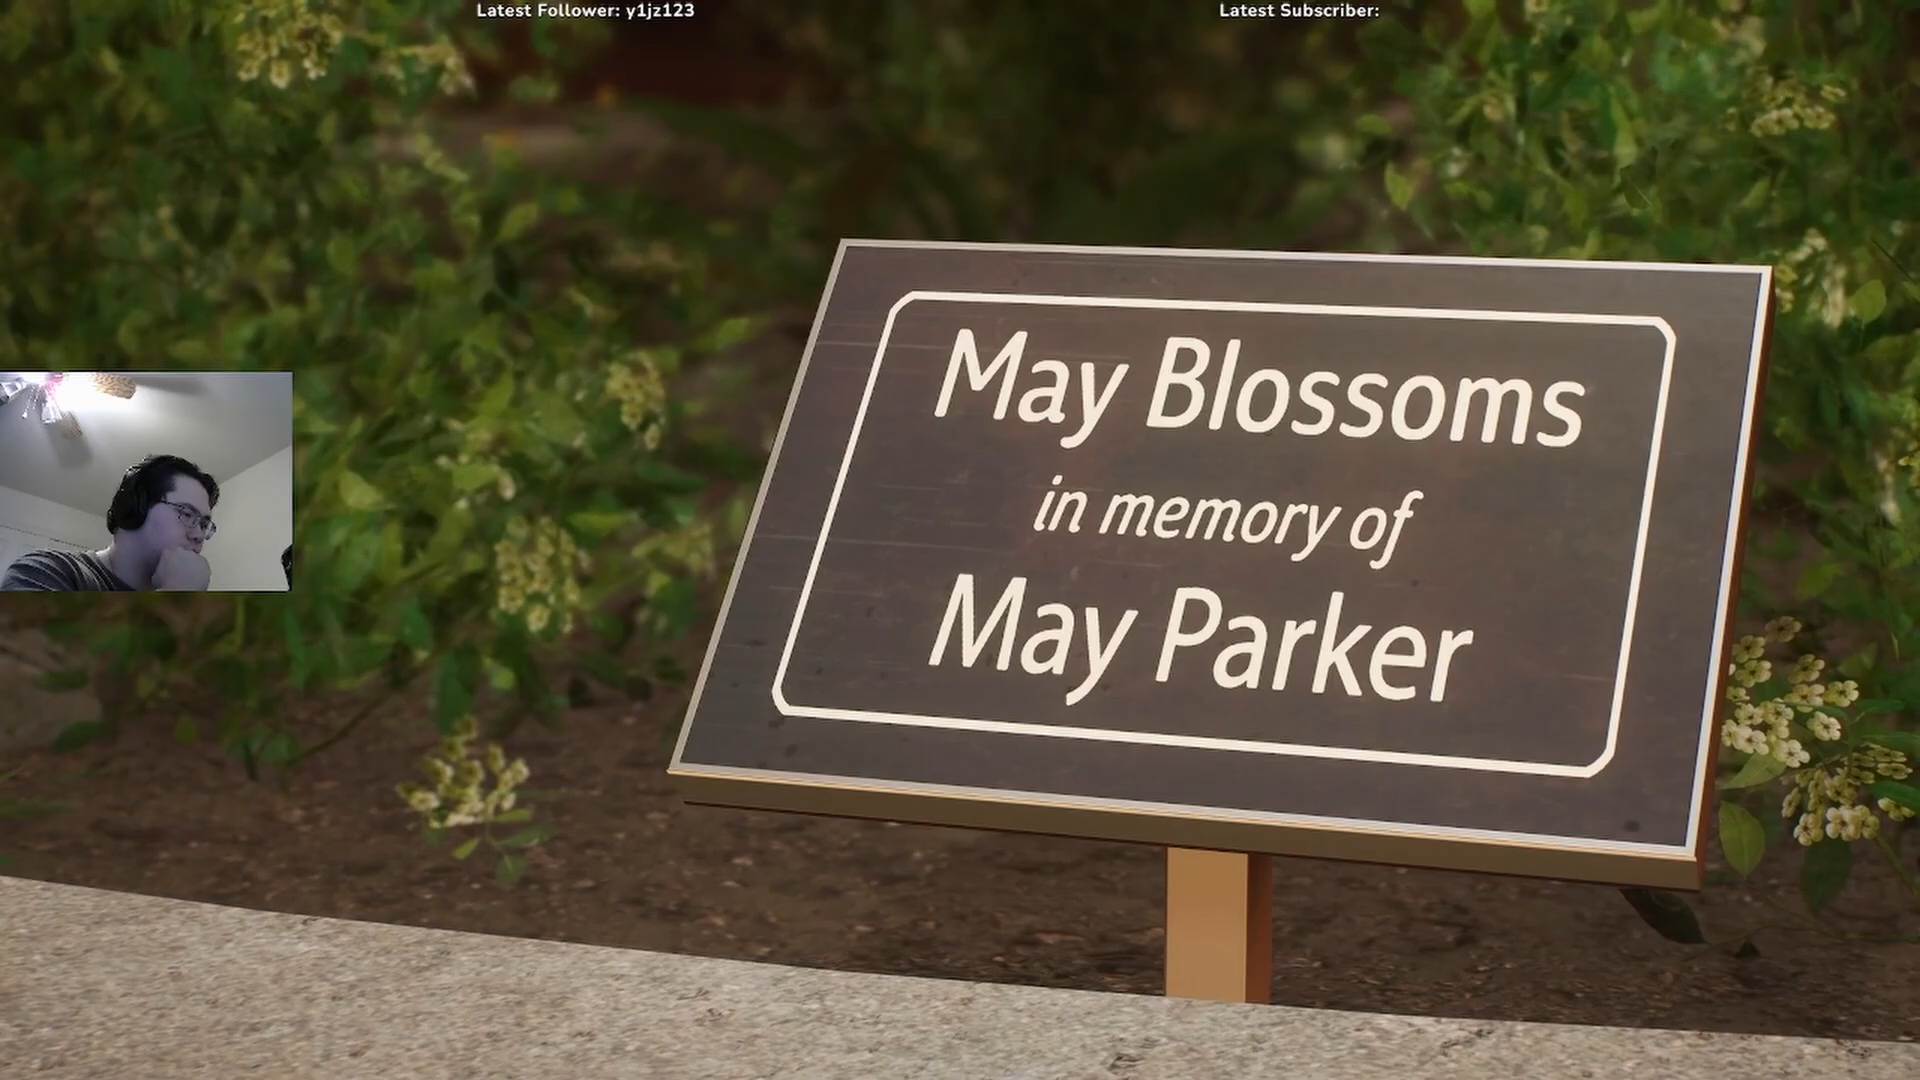 Latest Follower: y1jz123
Latest Subscriber:
May Blossoms
in memory of
May Parker